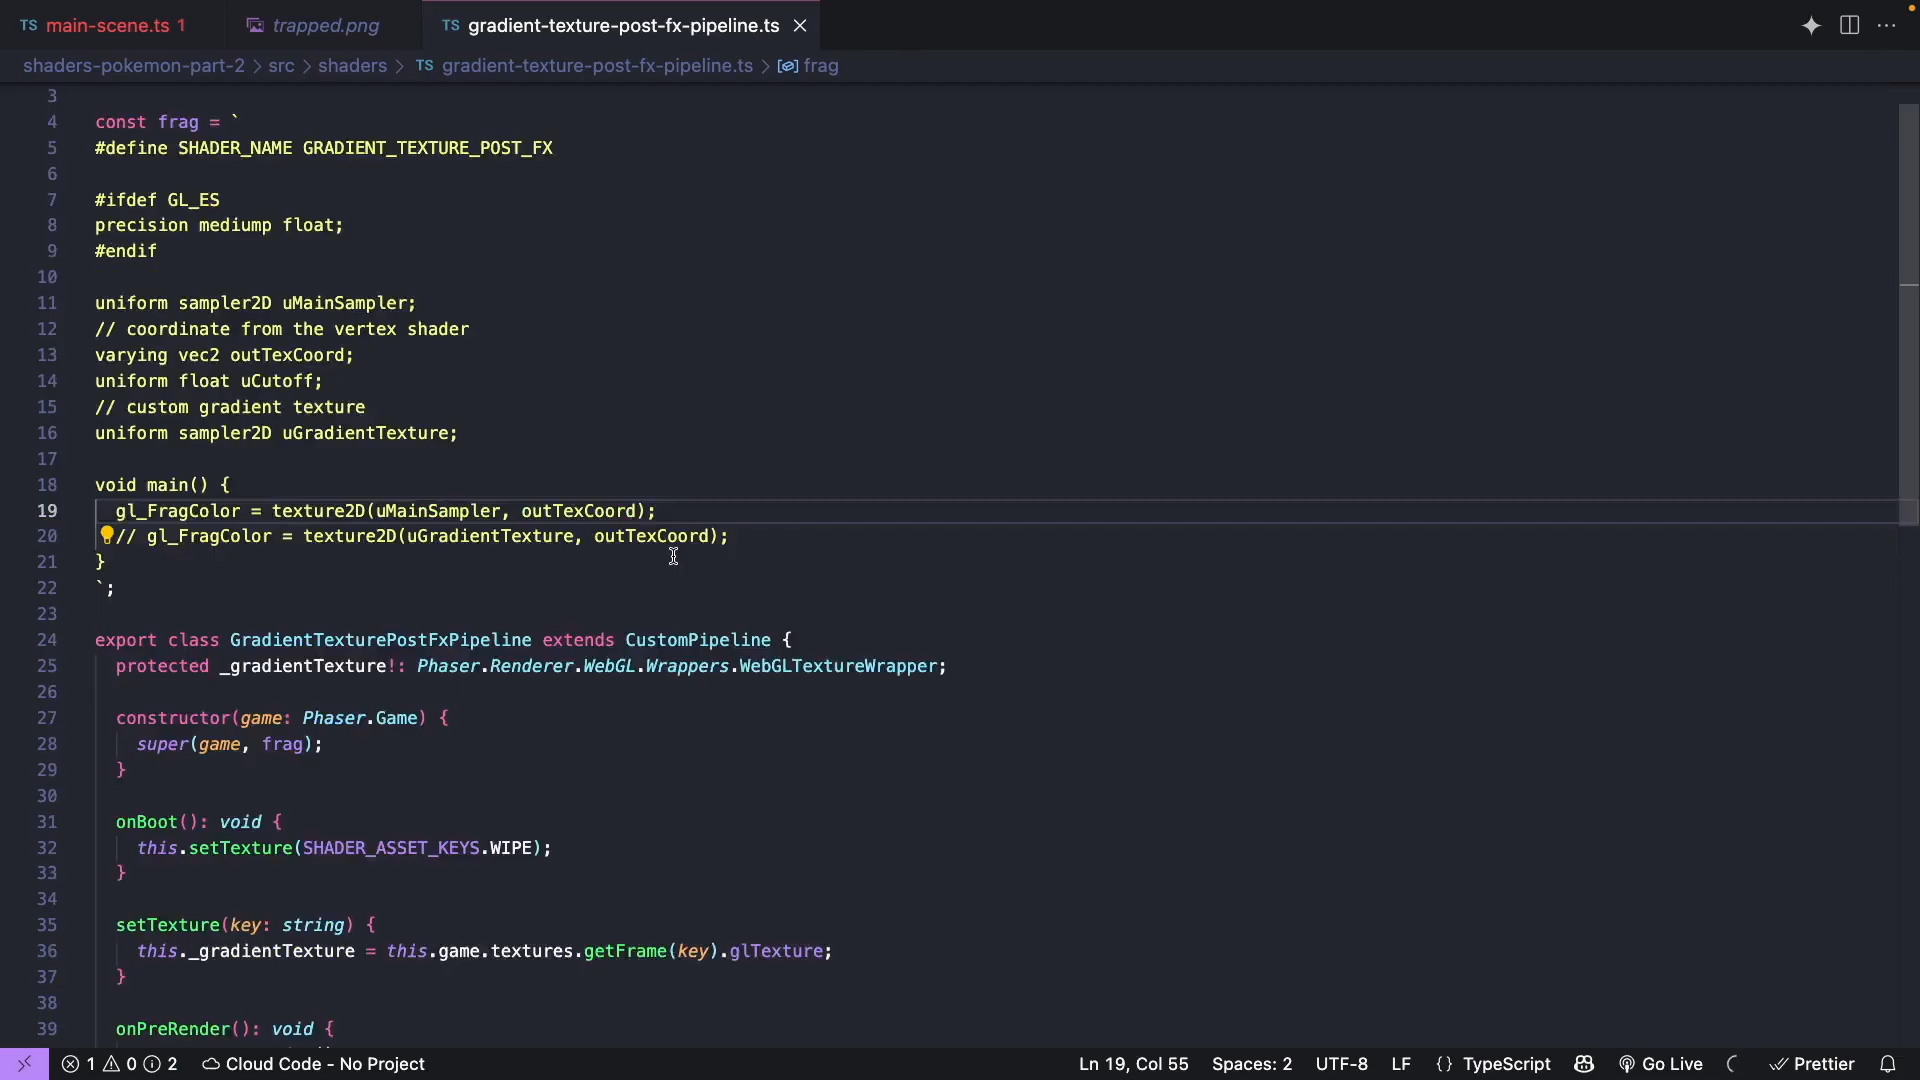 TS main-scene.ts 1 trapped.png TS gradient-texture-post-fx-pipeline.ts
shaders-pokemon-part-2 > src > shaders > TS gradient-texture-post-fx-pipeline.ts > frag
3
4 const frag = `
5 #define SHADER_NAME GRADIENT_TEXTURE_POST_FX
6
7 #ifdef GL_ES
8 precision mediump float;
9 #endif
10
11 uniform sampler2D uMainSampler;
12 // coordinate from the vertex shader
13 varying vec2 outTexCoord;
14 uniform float uCutoff;
15 // custom gradient texture
16 uniform sampler2D uGradientTexture;
17
18 void main() {
19 gl_FragColor = texture2D(uMainSampler, outTexCoord);
20 // gl_FragColor = texture2D(uGradientTexture, outTexCoord);
21 }
22 `;
23
24 export class GradientTexturePostFxPipeline extends CustomPipeline {
25 protected _gradientTexture!: Phaser.Renderer.WebGL.Wrappers.WebGLTextureWrapper;
26
27 constructor(game: Phaser.Game) {
28 super(game, frag);
29 }
30
31 onBoot(): void {
32 this.setTexture(SHADER_ASSET_KEYS.WIPE);
33 }
34
35 setTexture(key: string) {
36 this._gradientTexture = this.game.textures.getFrame(key).glTexture;
37 }
38
39 onPreRender(): void {
1 0 2 Cloud Code - No Project Ln 19, Col 55 Spaces: 2 UTF-8 LF {} TypeScript Go Live Prettier